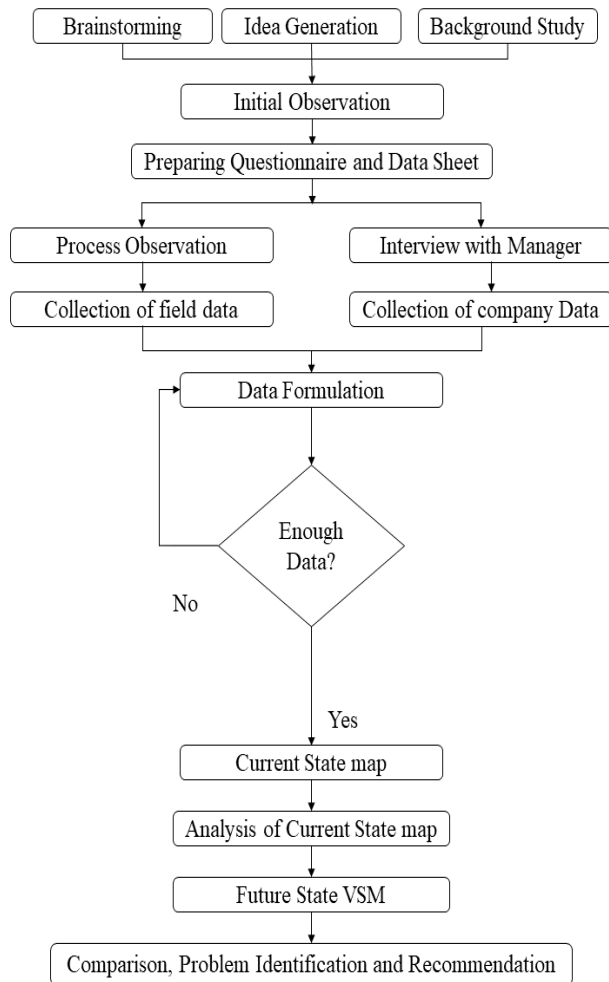 Brainstorming
Idea Generation
Background Study
Initial Observation
Preparing Questionnaire and Data Sheet
Process Observation
Interview with Manager
Collection of field data
Collection of company Data
Data Formulation
Enough
Data?
No
Yes
Current State map
Analysis of Current State map
Future State VSM
Comparison, Problem Identification and Recommendation